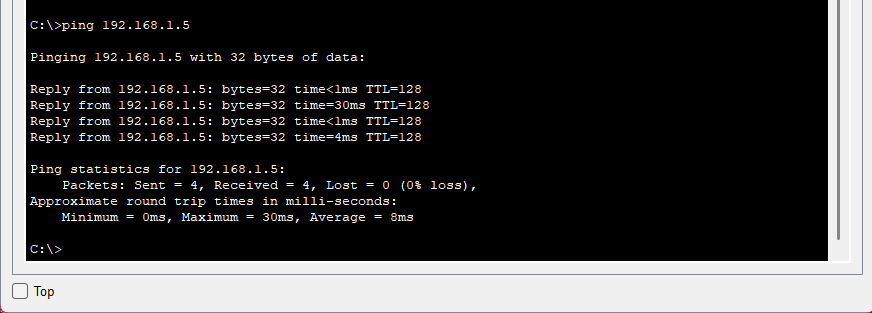 C:\>ping 192.168.1.5
Pinging 192.168.1.5 with 32 bytes of data:
Reply from 192.168.1.5: bytes=32 time<1ms TTL=128
Reply from 192.168.1.5: bytes=32 time=30ms TTL=128
Reply from 192.168.1.5: bytes=32 time<1ms TTL=128
Reply from 192.168.1.5: bytes=32 time=4ms TTL=128
Ping statistics for 192.168.1.5:
    Packets: Sent = 4, Received = 4, Lost = 0 (0% loss),
Approximate round trip times in milli-seconds:
    Minimum = 0ms, Maximum = 30ms, Average = 8ms
C:\>
Top